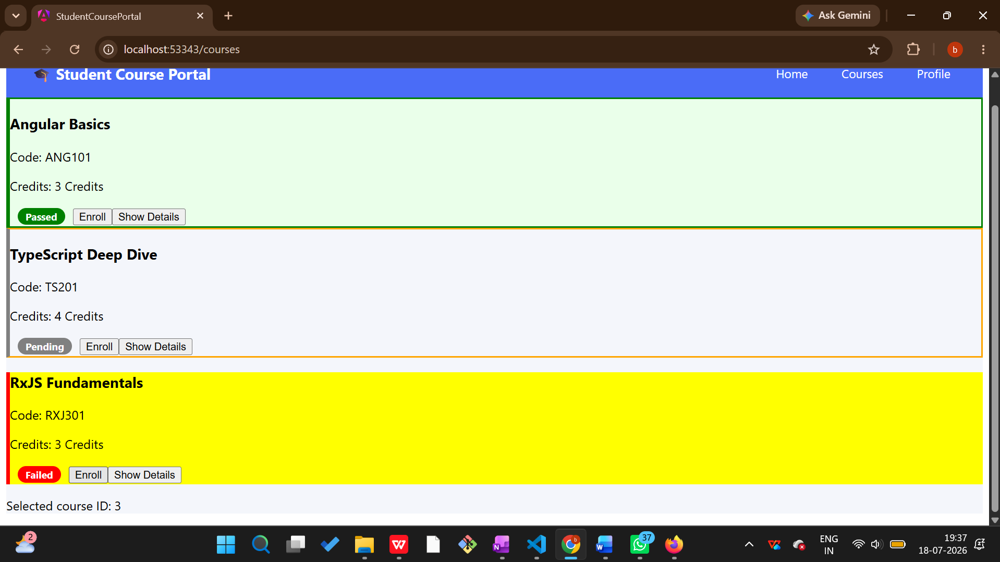 StudentCoursePortal
Ask Gemini
localhost:53343/courses
b
Student Course Portal
Home
Courses
Profile
Angular Basics
Code: ANG101
Credits: 3 Credits
Passed
Enroll
Show Details
TypeScript Deep Dive
Code: TS201
Credits: 4 Credits
Pending
Enroll
Show Details
RxJS Fundamentals
Code: RXJ301
Credits: 3 Credits
Failed
Enroll
Show Details
Selected course ID: 3
2
W
N
b
W
37
ENG
IN
19:37
18-07-2026